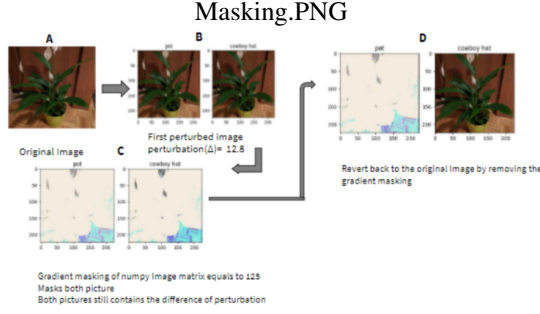 Masking.PNG
A
B
pot
cowboy hat
First perturbed image
perturbation(Δ)= 12.8
Original Image
C
pot
cowboy hat
Gradient masking of numpy Image matrix equals to 125
Masks both picture
Both pictures still contains the difference of perturbation
D
pot
cowboy hat
Revert back to the original image by removing the
gradient masking